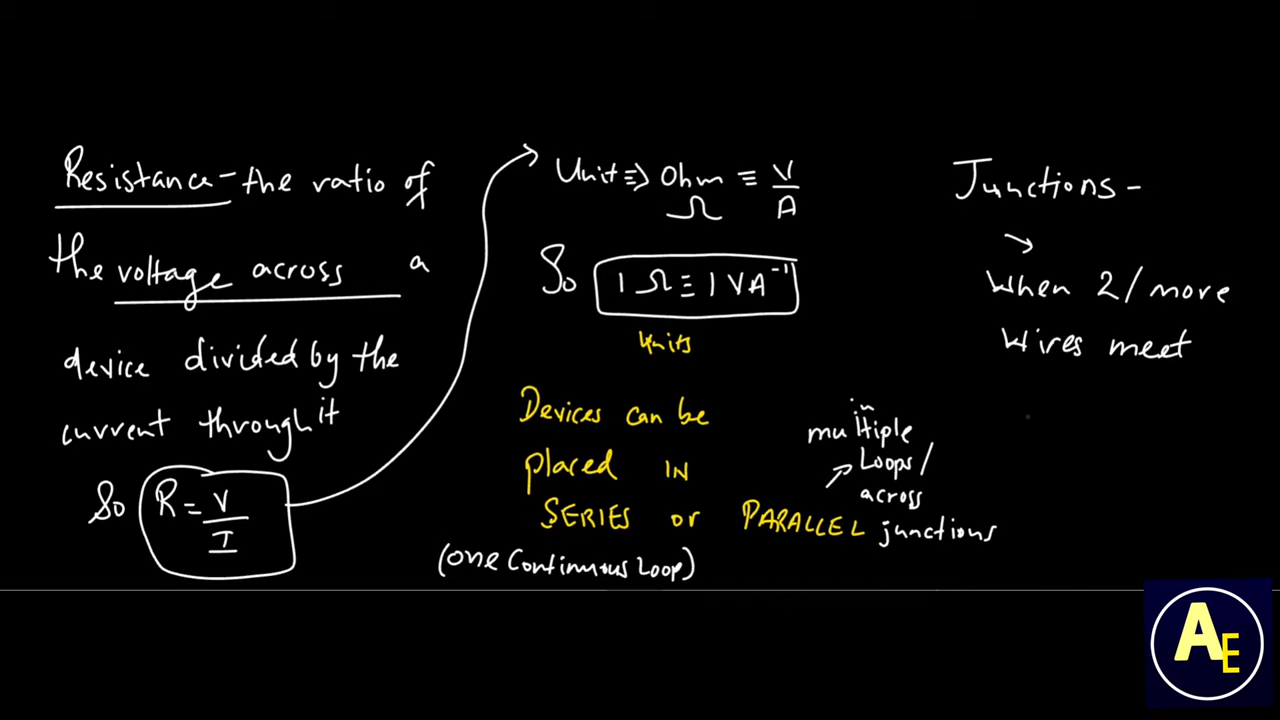 Resistance - the ratio of
the voltage across a
device divided by the
current through it
So R = V/I
Unit ⇒ Ohm ≡ V/A
Ω
So 1 Ω ≡ 1 VA⁻¹
Units
Devices can be
placed IN
SERIES or PARALLEL
(one Continuous Loop)
in
multiple
Loops/
across
junctions
Junctions -
↘
when 2/more
wires meet
AE